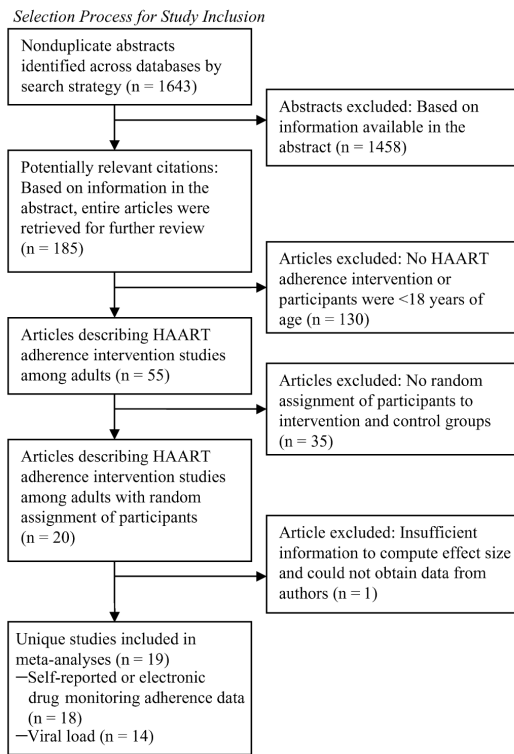 Selection Process for Study Inclusion
Nonduplicate abstracts
identified across databases by
search strategy (n = 1643)
Abstracts excluded: Based on
information available in the
abstract (n = 1458)
Potentially relevant citations:
Based on information in the
abstract, entire articles were
retrieved for further review
(n = 185)
Articles excluded: No HAART
adherence intervention or
participants were <18 years of
age (n = 130)
Articles describing HAART
adherence intervention studies
among adults (n = 55)
Articles excluded: No random
assignment of participants to
intervention and control groups
(n = 35)
Articles describing HAART
adherence intervention studies
among adults with random
assignment of participants
(n = 20)
Article excluded: Insufficient
information to compute effect size
and could not obtain data from
authors (n = 1)
Unique studies included in
meta-analyses (n = 19)
–Self-reported or electronic
drug monitoring adherence data
(n = 18)
–Viral load (n = 14)